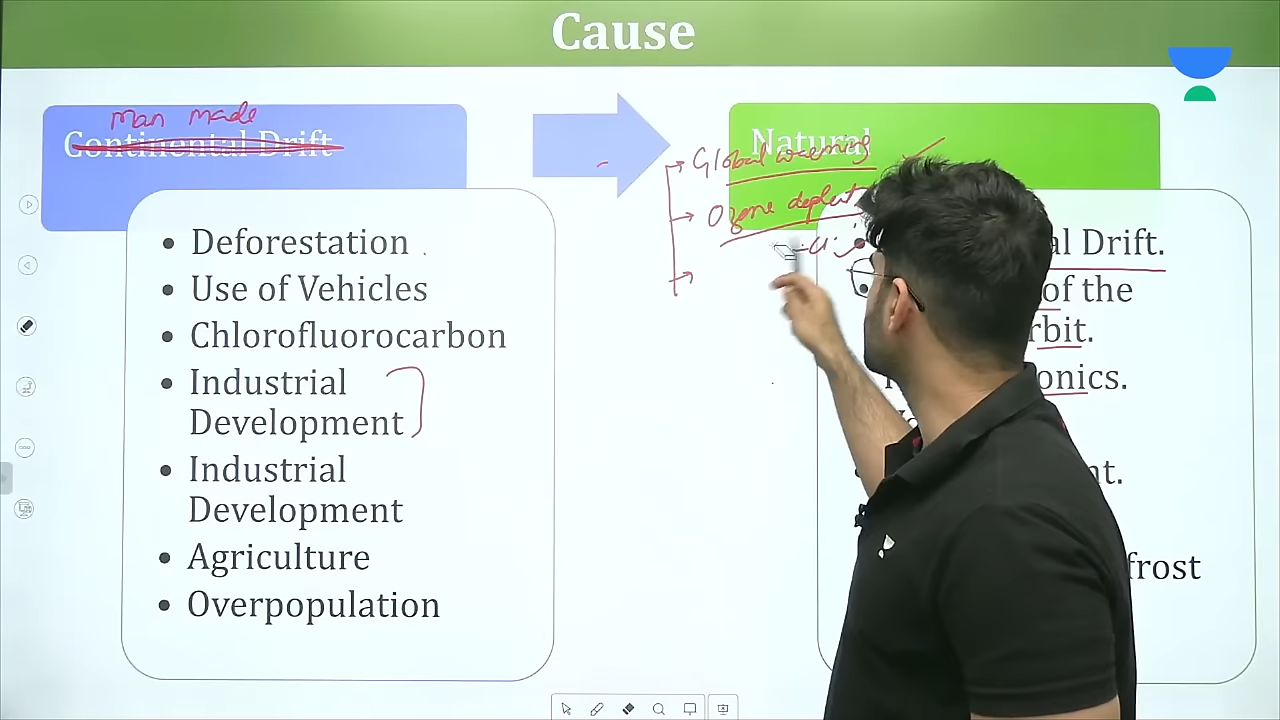 Cause
Man made
Continental Drift
Natural
Global warming
Ozone deplet
• Deforestation
• Use of Vehicles
• Chlorofluorocarbon
• Industrial
Development
• Industrial
Development
• Agriculture
• Overpopulation
al Drift.
of the
rbit.
onics.
nt.
frost